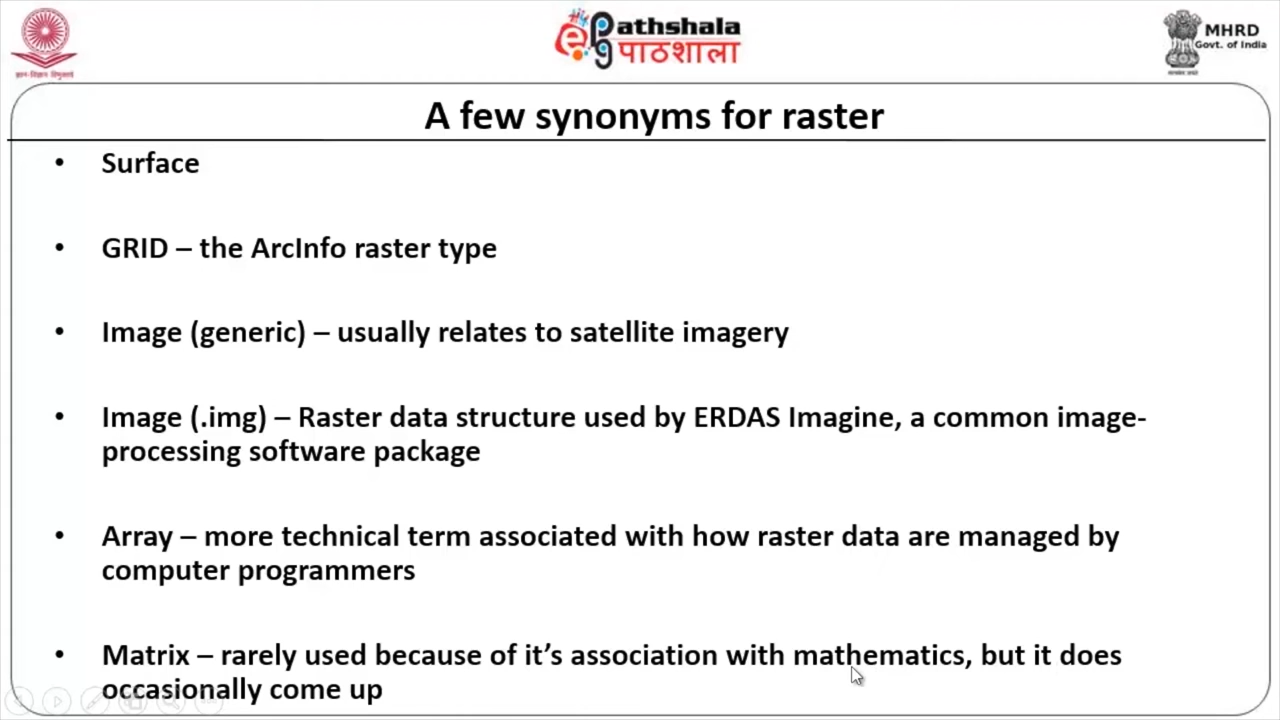 ePathshala
पाठशाला
MHRD
Govt. of India
A few synonyms for raster
• Surface
• GRID – the ArcInfo raster type
• Image (generic) – usually relates to satellite imagery
• Image (.img) – Raster data structure used by ERDAS Imagine, a common image-
processing software package
• Array – more technical term associated with how raster data are managed by
computer programmers
• Matrix – rarely used because of it’s association with mathematics, but it does
occasionally come up